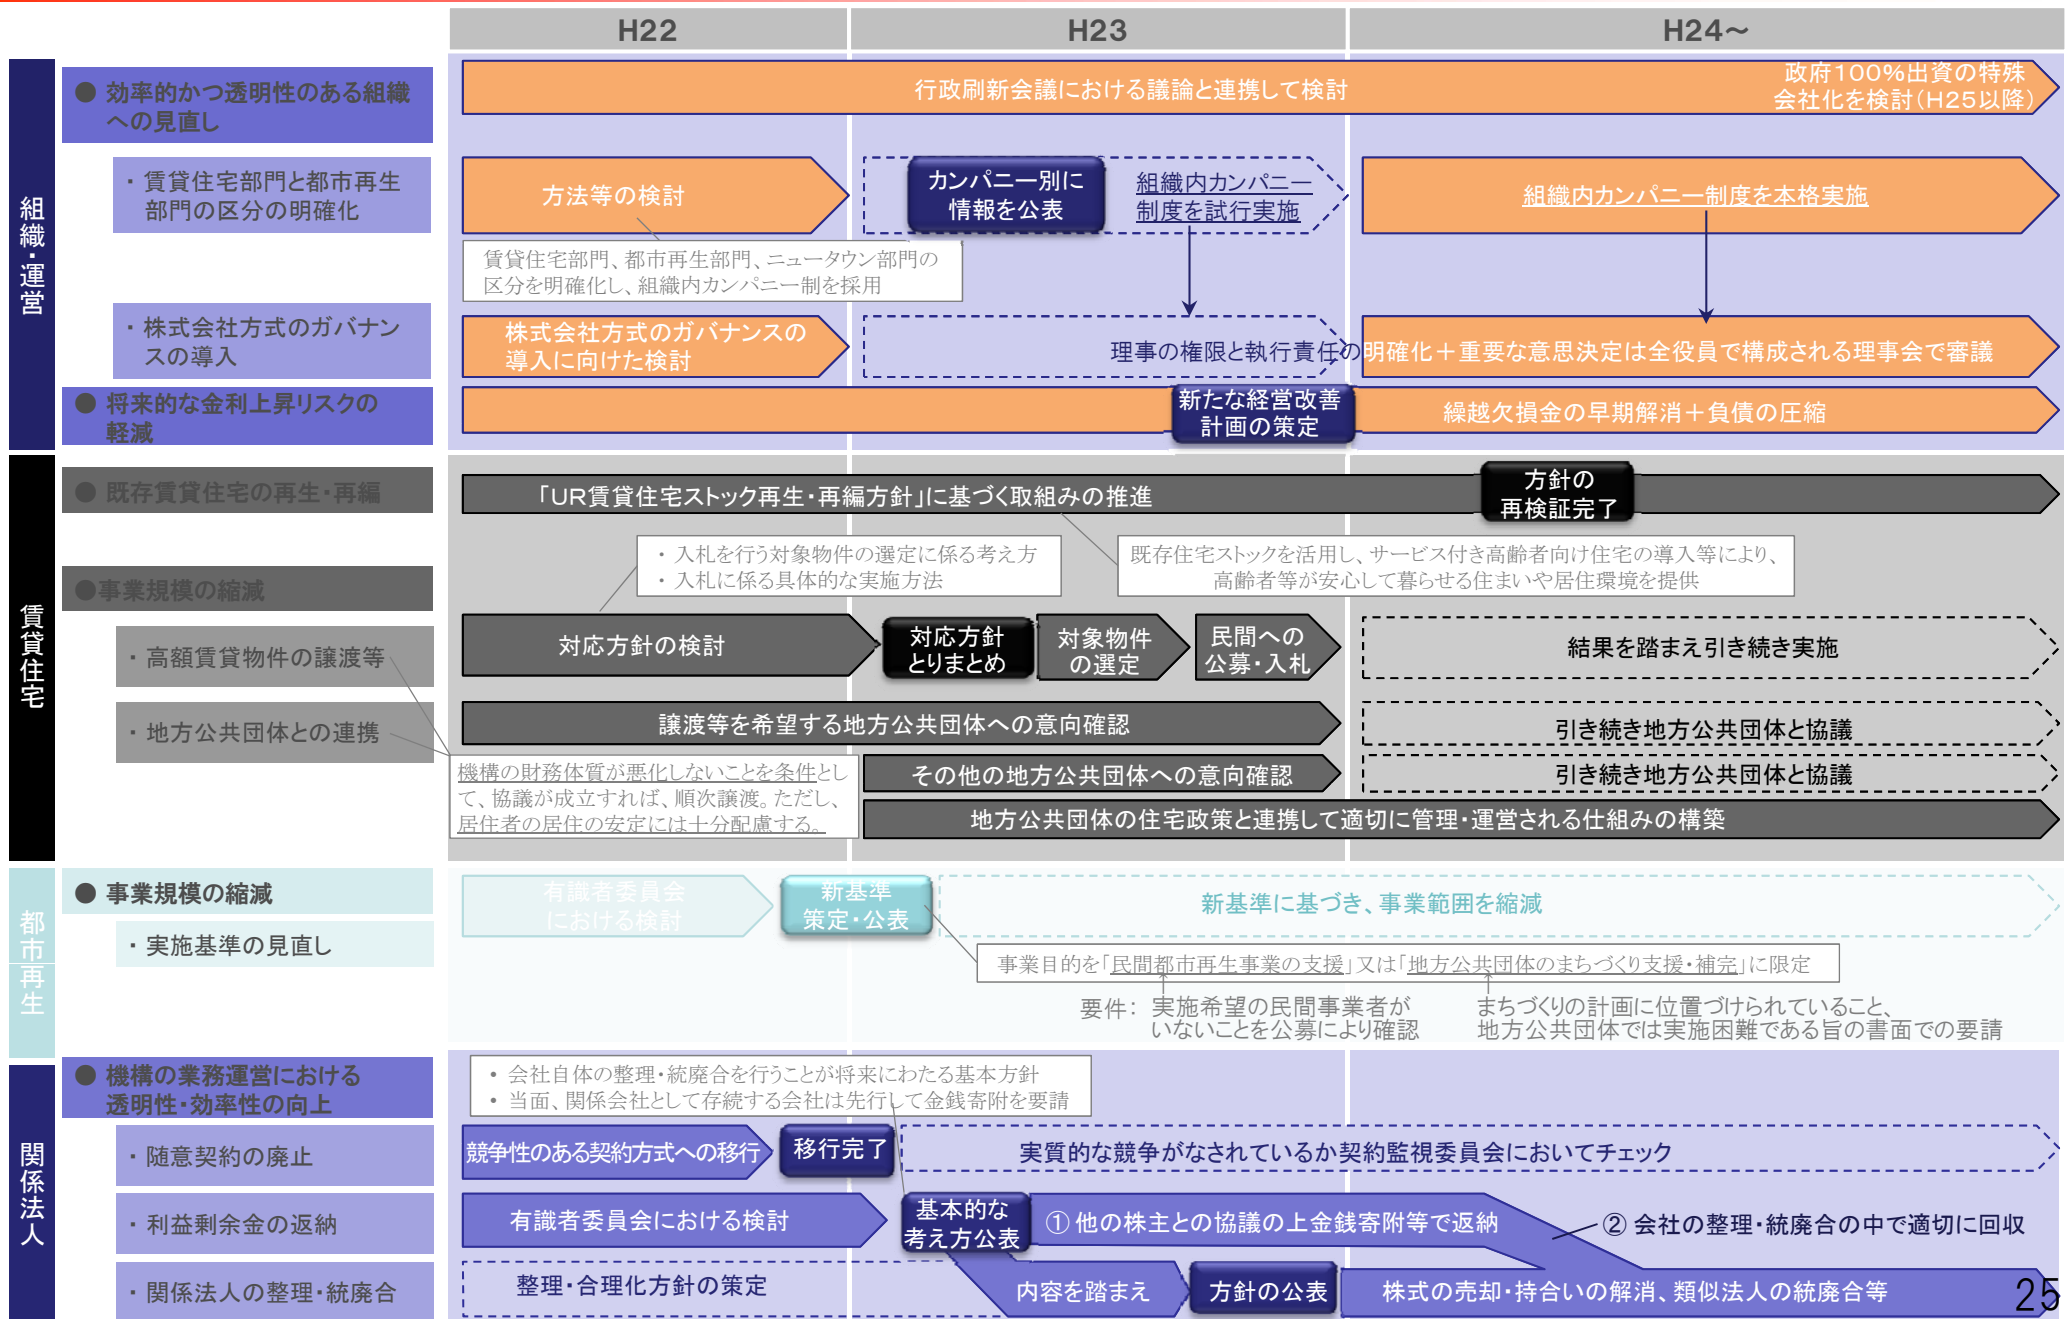 H22
H23
H24～
組織・運営
● 効率的かつ透明性のある組織
への見直し
行政刷新会議における議論と連携して検討
政府100%出資の特殊
会社化を検討(H25以降)
・ 賃貸住宅部門と都市再生
部門の区分の明確化
方法等の検討
カンパニー別に
情報を公表
組織内カンパニー
制度を試行実施
組織内カンパニー制度を本格実施
賃貸住宅部門、都市再生部門、ニュータウン部門の
区分を明確化し、組織内カンパニー制を採用
・ 株式会社方式のガバナン
スの導入
株式会社方式のガバナンスの
導入に向けた検討
理事の権限と執行責任の明確化＋重要な意思決定は全役員で構成される理事会で審議
● 将来的な金利上昇リスクの
軽減
新たな経営改善
計画の策定
繰越欠損金の早期解消＋負債の圧縮
賃貸住宅
● 既存賃貸住宅の再生・再編
「UR賃貸住宅ストック再生・再編方針」に基づく取組みの推進
方針の
再検証完了
・ 入札を行う対象物件の選定に係る考え方
・ 入札に係る具体的な実施方法
既存住宅ストックを活用し、サービス付き高齢者向け住宅の導入等により、
高齢者等が安心して暮らせる住まいや居住環境を提供
●事業規模の縮減
・ 高額賃貸物件の譲渡等
対応方針の検討
対応方針
とりまとめ
対象物件
の選定
民間への
公募・入札
結果を踏まえ引き続き実施
・ 地方公共団体との連携
譲渡等を希望する地方公共団体への意向確認
引き続き地方公共団体と協議
機構の財務体質が悪化しないことを条件とし
て、協議が成立すれば、順次譲渡。ただし、
居住者の居住の安定には十分配慮する。
その他の地方公共団体への意向確認
引き続き地方公共団体と協議
地方公共団体の住宅政策と連携して適切に管理・運営される仕組みの構築
都市再生
● 事業規模の縮減
・ 実施基準の見直し
有識者委員会
における検討
新基準
策定・公表
新基準に基づき、事業範囲を縮減
事業目的を「民間都市再生事業の支援」又は「地方公共団体のまちづくり支援・補完」に限定
要件： 実施希望の民間事業者が
いないことを公募により確認
まちづくりの計画に位置づけられていること、
地方公共団体では実施困難である旨の書面での要請
関係法人
● 機構の業務運営における
透明性・効率性の向上
• 会社自体の整理・統廃合を行うことが将来にわたる基本方針
• 当面、関係会社として存続する会社は先行して金銭寄附を要請
・ 随意契約の廃止
競争性のある契約方式への移行
移行完了
実質的な競争がなされているか契約監視委員会においてチェック
・ 利益剰余金の返納
有識者委員会における検討
基本的な
考え方公表
① 他の株主との協議の上金銭寄附等で返納
② 会社の整理・統廃合の中で適切に回収
・ 関係法人の整理・統廃合
整理・合理化方針の策定
内容を踏まえ
方針の公表
株式の売却・持合いの解消、類似法人の統廃合等
25